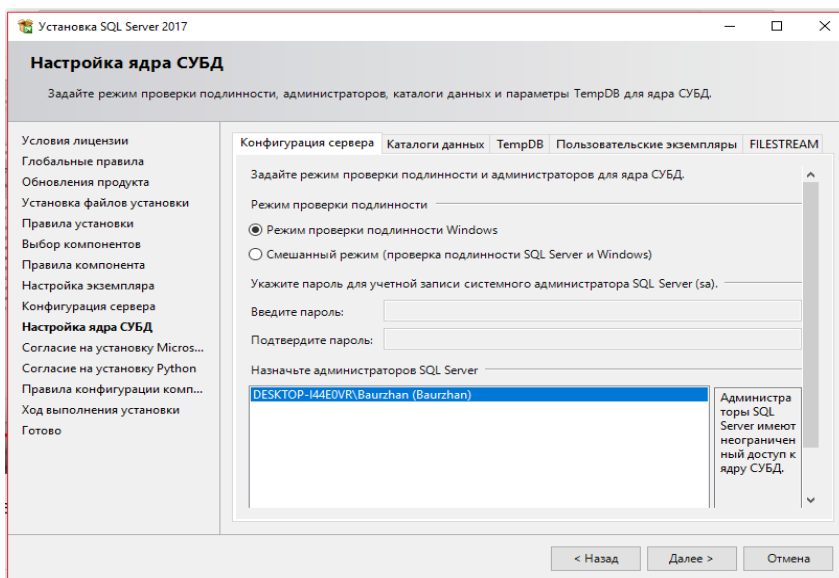 Установка SQL Server 2017
Настройка ядра СУБД
Задайте режим проверки подлинности, администраторов, каталоги данных и параметры TempDB для ядра СУБД.
Условия лицензии
Глобальные правила
Обновления продукта
Установка файлов установки
Правила установки
Выбор компонентов
Правила компонента
Настройка экземпляра
Конфигурация сервера
Настройка ядра СУБД
Согласие на установку Micros...
Согласие на установку Python
Правила конфигурации комп...
Ход выполнения установки
Готово
Конфигурация сервера Каталоги данных TempDB Пользовательские экземпляры FILESTREAM
Задайте режим проверки подлинности и администраторов для ядра СУБД.
Режим проверки подлинности
Режим проверки подлинности Windows
Смешанный режим (проверка подлинности SQL Server и Windows)
Укажите пароль для учетной записи системного администратора SQL Server (sa).
Введите пароль:
Подтвердите пароль:
Назначьте администраторов SQL Server
DESKTOP-I44E0VR\Baurzhan (Baurzhan)
Администра
торы SQL
Server имеют
неограничен
ный доступ к
ядру СУБД.
< Назад Далее > Отмена